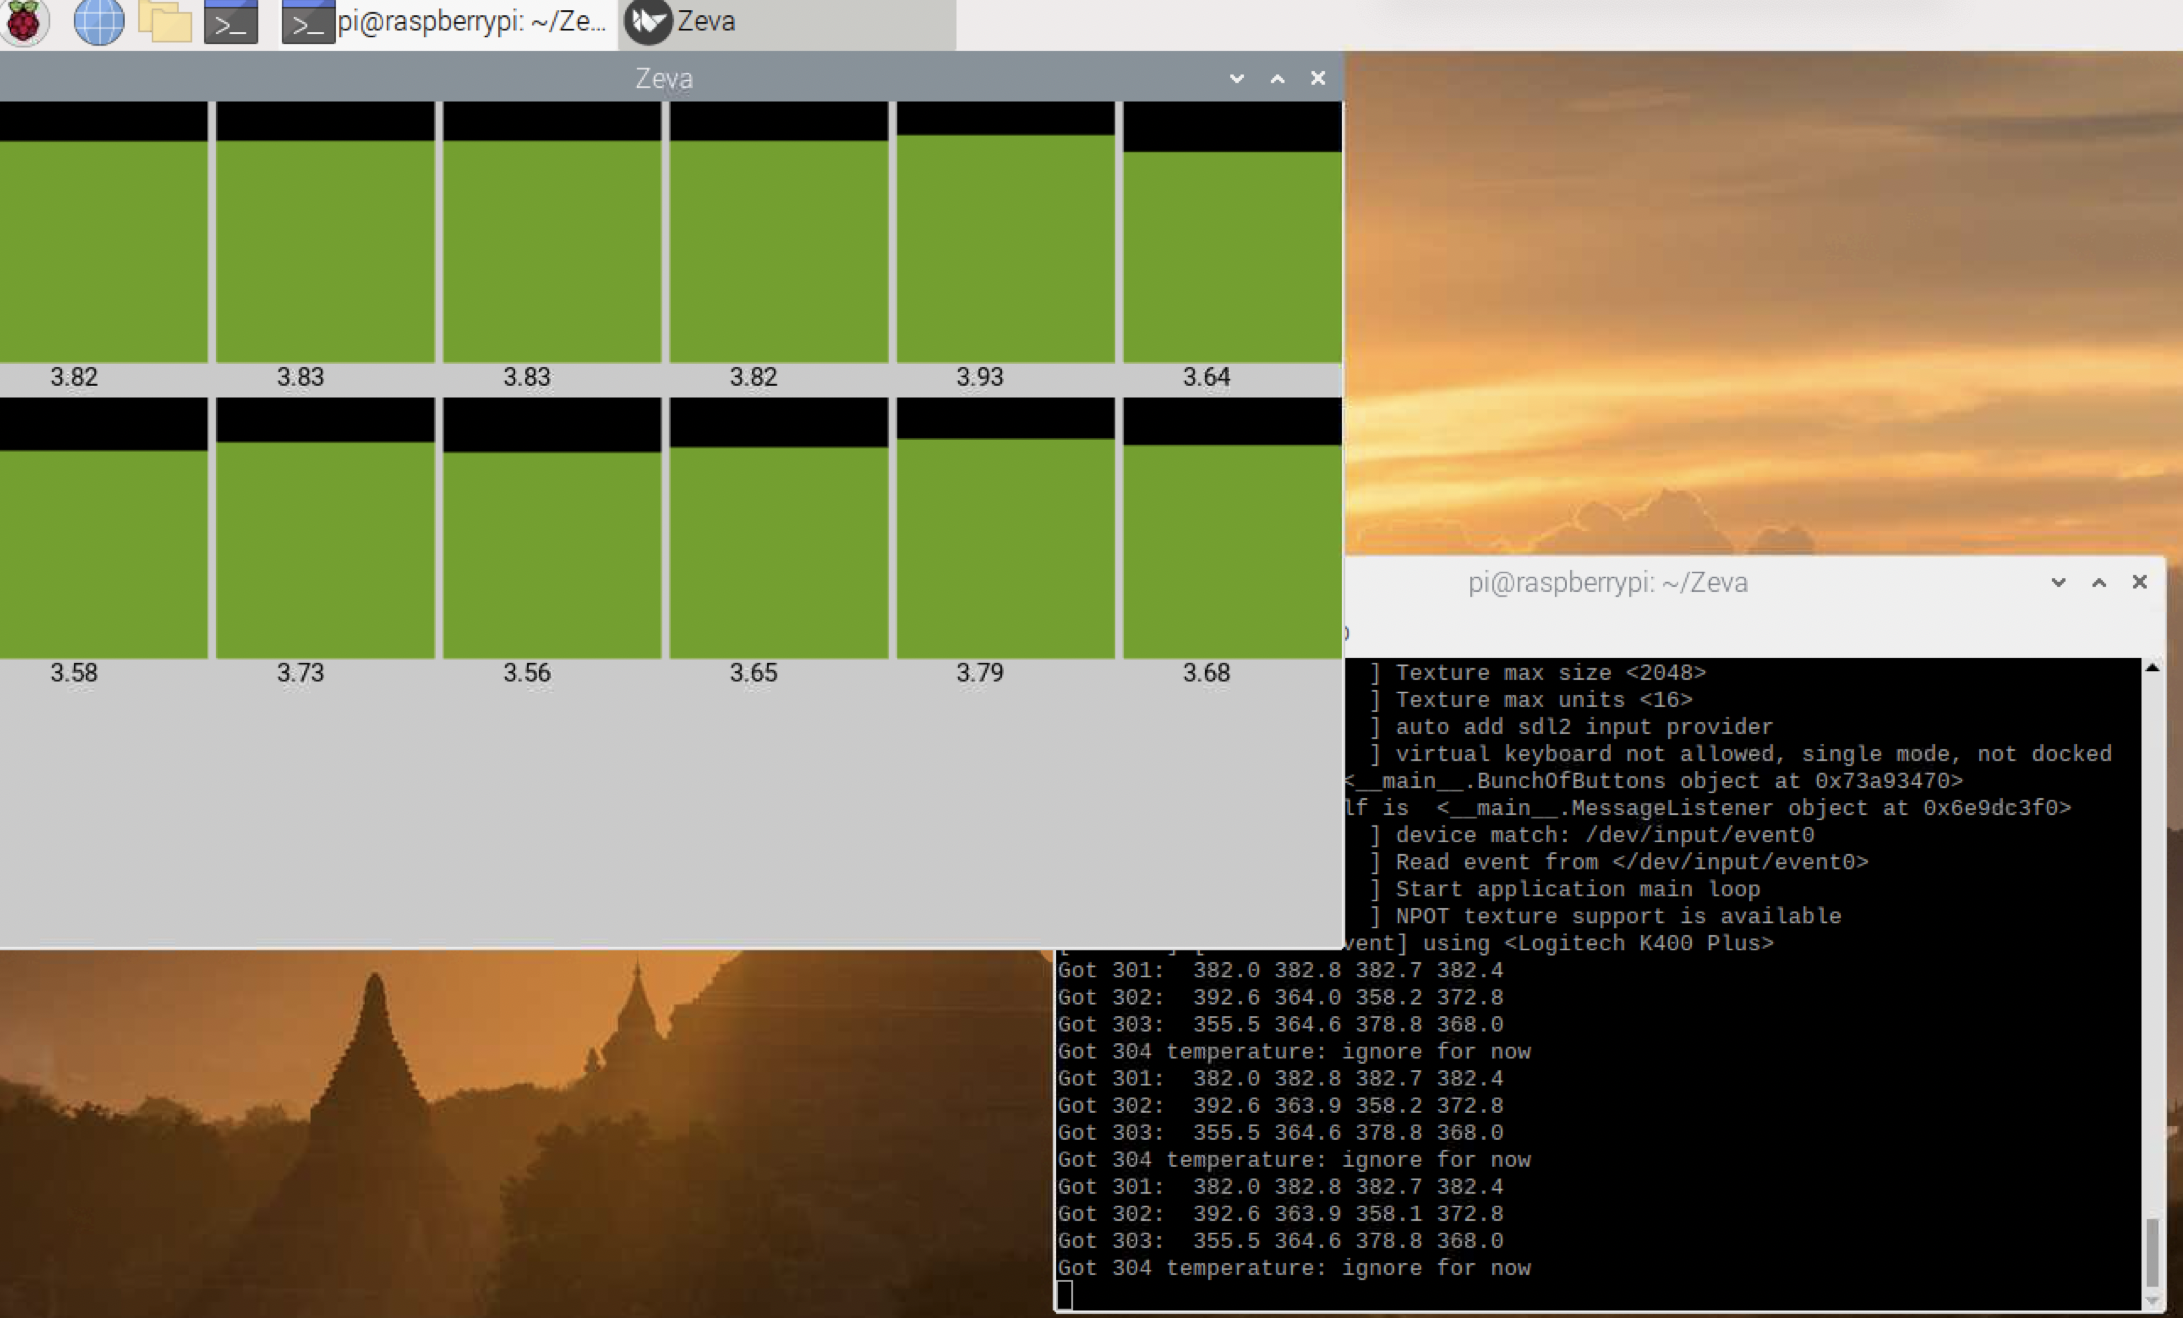 pi@raspberrypi: ~/Ze...
Zeva
Zeva
3.82 3.83 3.83 3.82 3.93 3.64
3.58 3.73 3.56 3.65 3.79 3.68
pi@raspberrypi: ~/Zeva
] Texture max size <2048>
] Texture max units <16>
] auto add sdl2 input provider
] virtual keyboard not allowed, single mode, not docked
<__main__.BunchOfButtons object at 0x73a93470>
lf is <__main__.MessageListener object at 0x6e9dc3f0>
] device match: /dev/input/event0
] Read event from </dev/input/event0>
] Start application main loop
] NPOT texture support is available
vent] using <Logitech K400 Plus>
Got 301: 382.0 382.8 382.7 382.4
Got 302: 392.6 364.0 358.2 372.8
Got 303: 355.5 364.6 378.8 368.0
Got 304 temperature: ignore for now
Got 301: 382.0 382.8 382.7 382.4
Got 302: 392.6 363.9 358.2 372.8
Got 303: 355.5 364.6 378.8 368.0
Got 304 temperature: ignore for now
Got 301: 382.0 382.8 382.7 382.4
Got 302: 392.6 363.9 358.1 372.8
Got 303: 355.5 364.6 378.8 368.0
Got 304 temperature: ignore for now